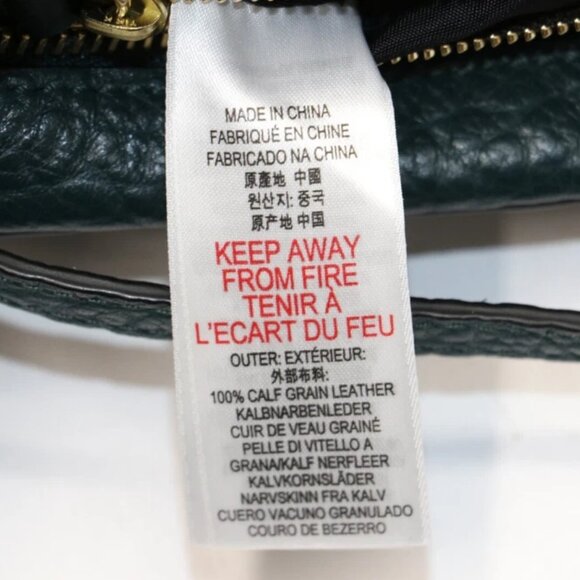 MADE IN CHINA
FABRIQUÉ EN CHINE
FABRICADO NA CHINA
原產地 中國
원산지: 중국
原产地 中国
KEEP AWAY
FROM FIRE
TENIR À
L'ECART DU FEU
OUTER: EXTÉRIEUR:
外部布料:
100% CALF GRAIN LEATHER
KALBNARBENLEDER
CUIR DE VEAU GRAINÉ
PELLE DI VITELLO A
GRANA/KALF NERFLEER
KALVKORNSLÄDER
NARVSKINN FRA KALV
CUERO VACUNO GRANULADO
COURO DE BEZERRO